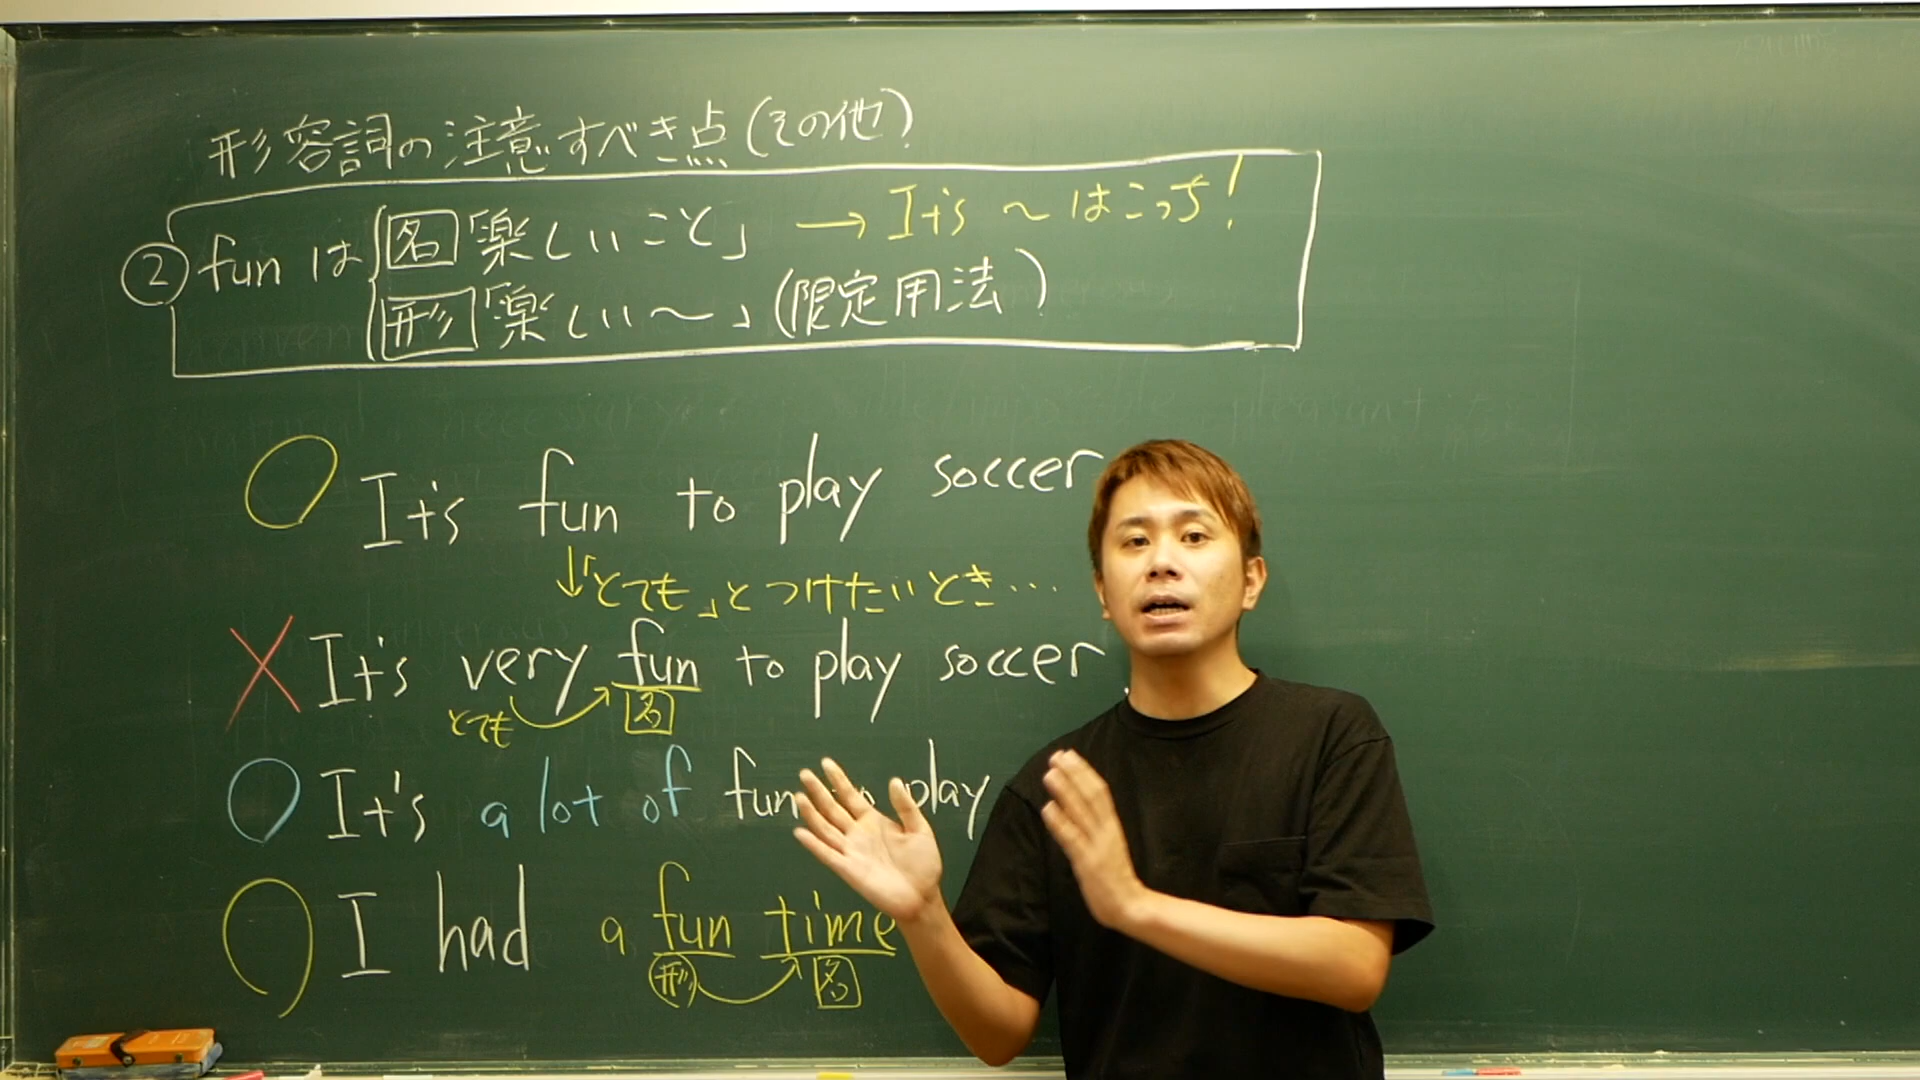 形容詞の注意すべき点(その他)
② fun は 名「楽しいこと」 → It's ～はこっち!
形「楽しい～」(限定用法)
It's fun to play soccer
↓「とても」とつけたいとき…
It's very fun to play soccer
とても 名
It's a lot of fun play
I had a fun time
形 名